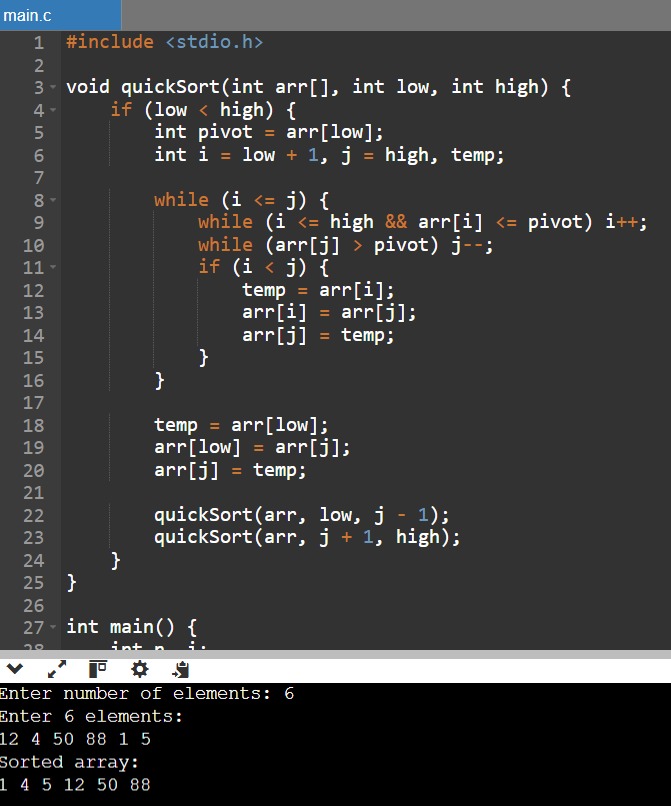 main.c
1 #include <stdio.h>
2
3 void quickSort(int arr[], int low, int high) {
4 if (low < high) {
5 int pivot = arr[low];
6 int i = low + 1, j = high, temp;
7
8 while (i <= j) {
9 while (i <= high && arr[i] <= pivot) i++;
10 while (arr[j] > pivot) j--;
11 if (i < j) {
12 temp = arr[i];
13 arr[i] = arr[j];
14 arr[j] = temp;
15 }
16 }
17
18 temp = arr[low];
19 arr[low] = arr[j];
20 arr[j] = temp;
21
22 quickSort(arr, low, j - 1);
23 quickSort(arr, j + 1, high);
24 }
25 }
26
27 int main() {
28 int n, i;
Enter number of elements: 6
Enter 6 elements:
12 4 50 88 1 5
Sorted array:
1 4 5 12 50 88